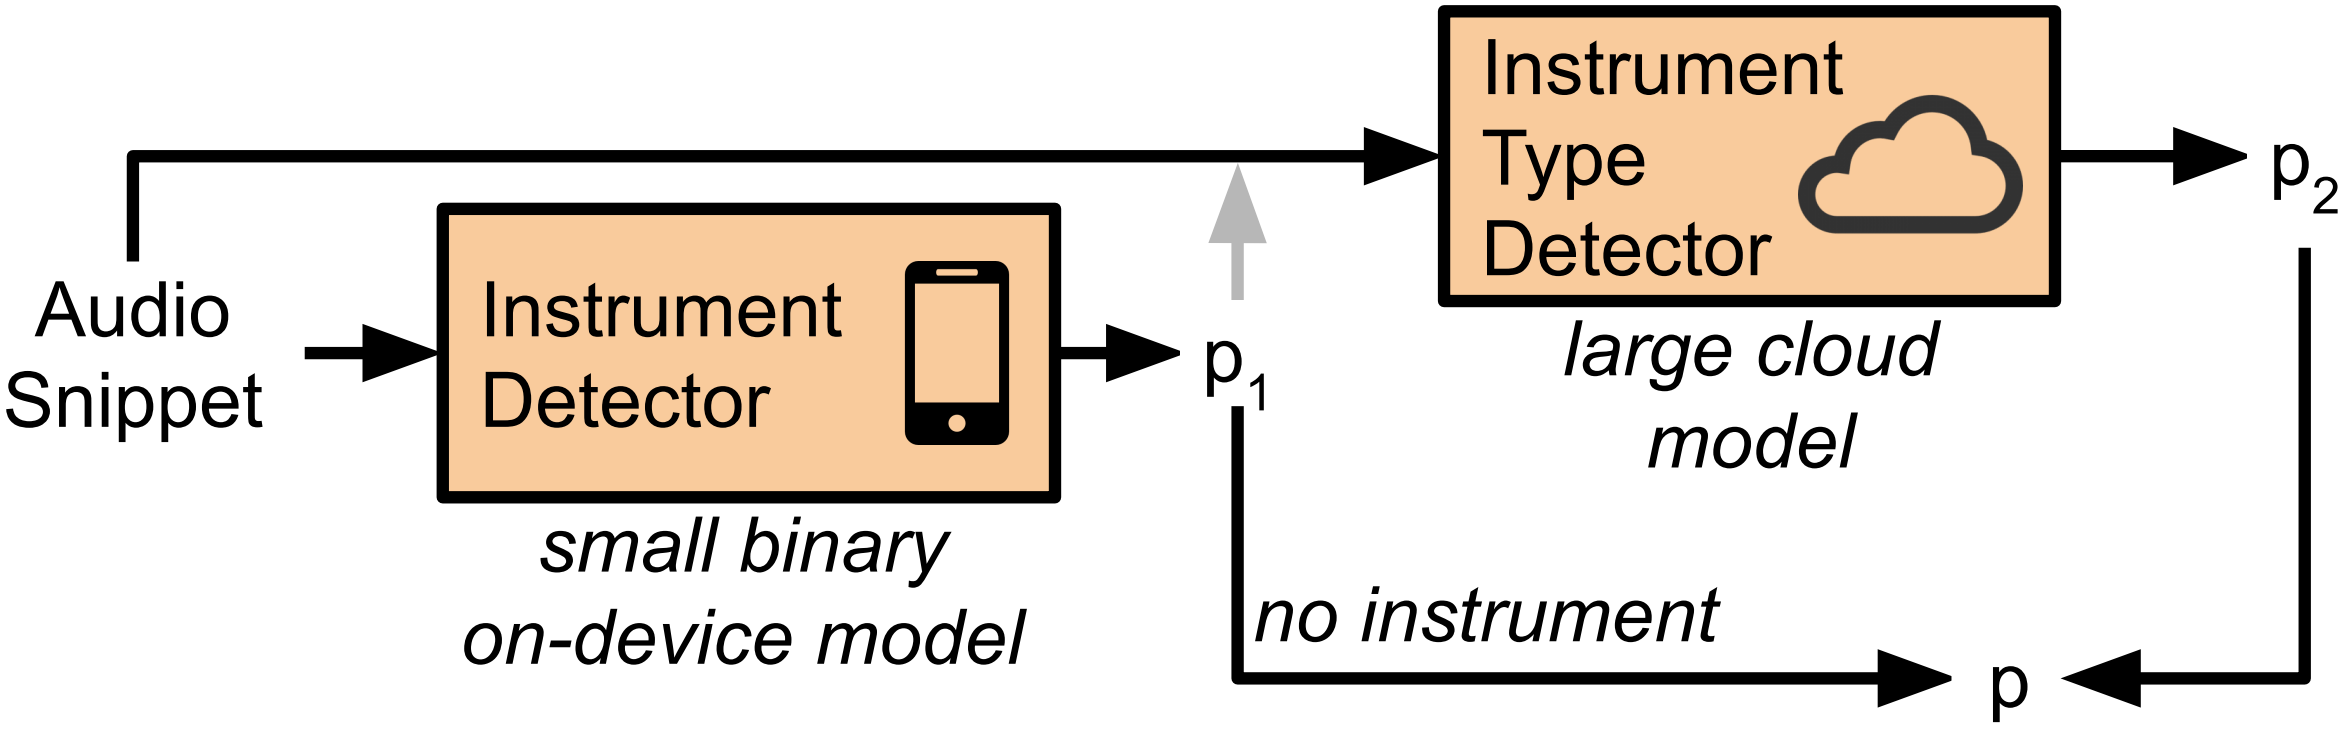 Audio
Snippet
Instrument
Detector
small binary
on-device model
p₁
Instrument
Type
Detector
large cloud
model
p₂
no instrument
p